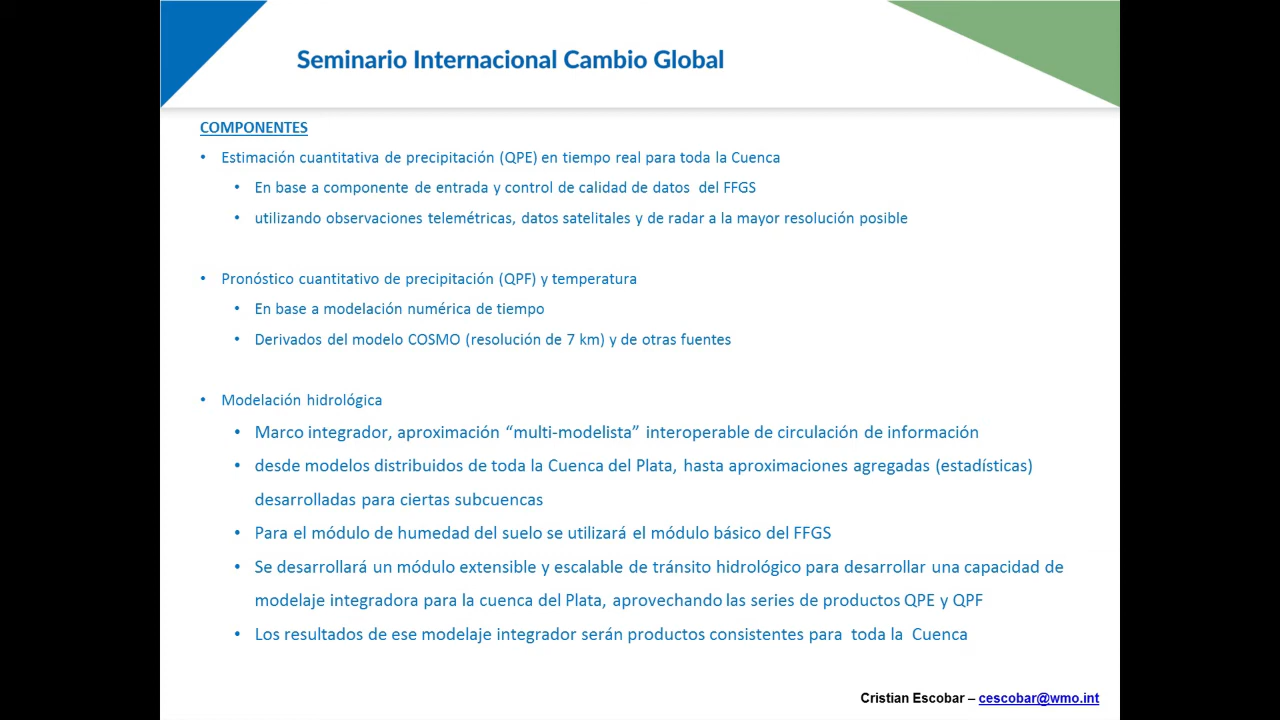 Seminario Internacional Cambio Global
COMPONENTES
• Estimación cuantitativa de precipitación (QPE) en tiempo real para toda la Cuenca
• En base a componente de entrada y control de calidad de datos del FFGS
• utilizando observaciones telemétricas, datos satelitales y de radar a la mayor resolución posible
• Pronóstico cuantitativo de precipitación (QPF) y temperatura
• En base a modelación numérica de tiempo
• Derivados del modelo COSMO (resolución de 7 km) y de otras fuentes
• Modelación hidrológica
• Marco integrador, aproximación “multi-modelista” interoperable de circulación de información
• desde modelos distribuidos de toda la Cuenca del Plata, hasta aproximaciones agregadas (estadísticas)
desarrolladas para ciertas subcuencas
• Para el módulo de humedad del suelo se utilizará el módulo básico del FFGS
• Se desarrollará un módulo extensible y escalable de tránsito hidrológico para desarrollar una capacidad de
modelaje integradora para la cuenca del Plata, aprovechando las series de productos QPE y QPF
• Los resultados de ese modelaje integrador serán productos consistentes para toda la Cuenca
Cristian Escobar – cescobar@wmo.int